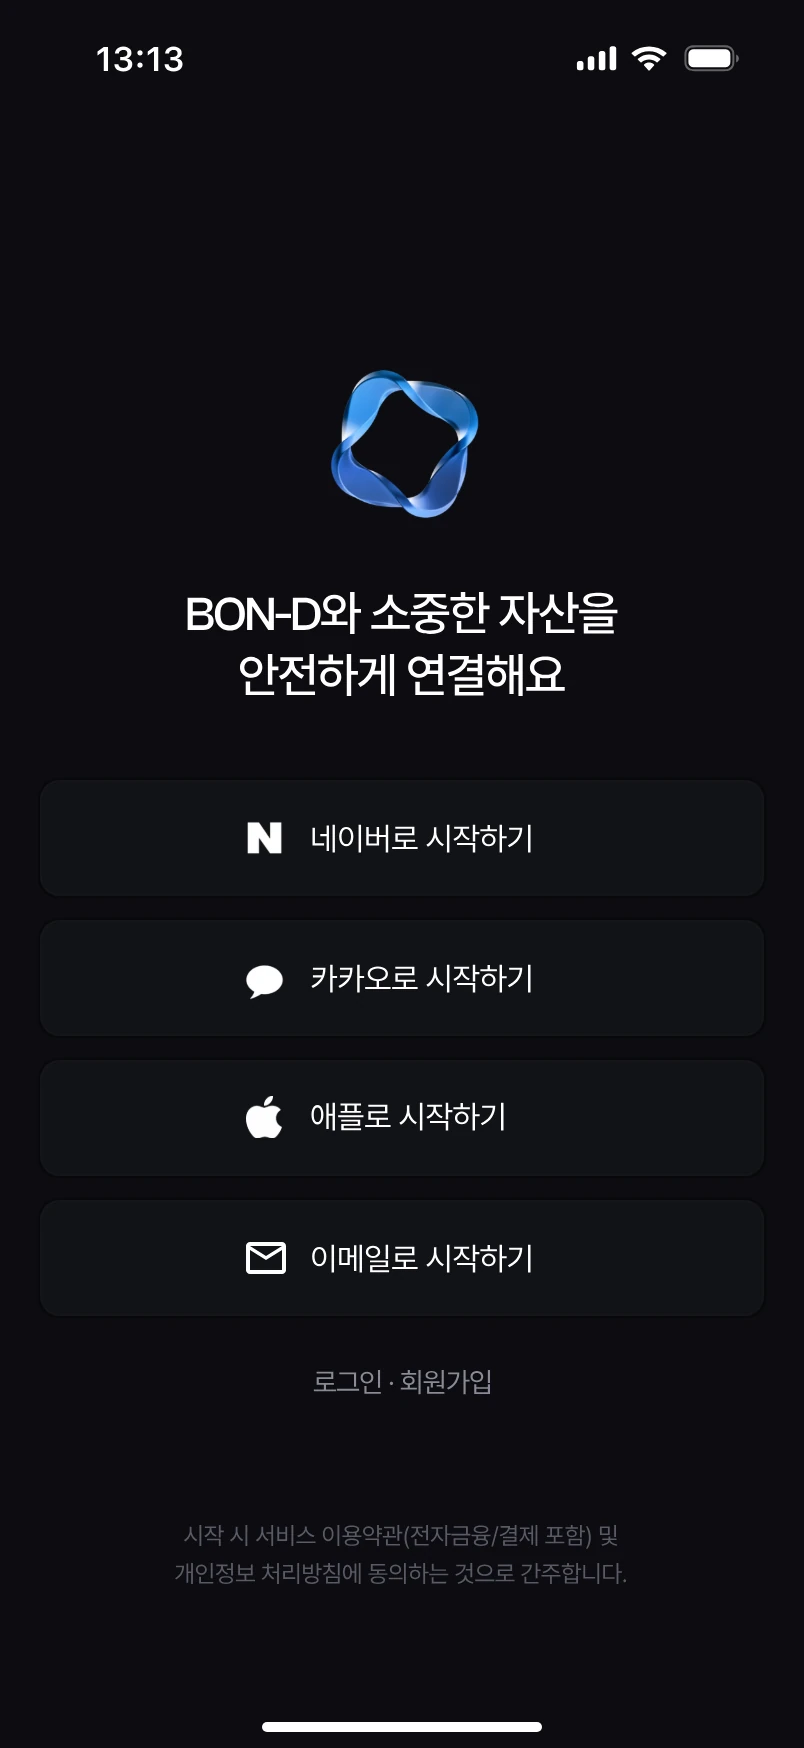 13:13
BON-D와 소중한 자산을
안전하게 연결해요
N 네이버로 시작하기
카카오로 시작하기
애플로 시작하기
이메일로 시작하기
로그인 · 회원가입
시작 시 서비스 이용약관(전자금융/결제 포함) 및
개인정보 처리방침에 동의하는 것으로 간주합니다.